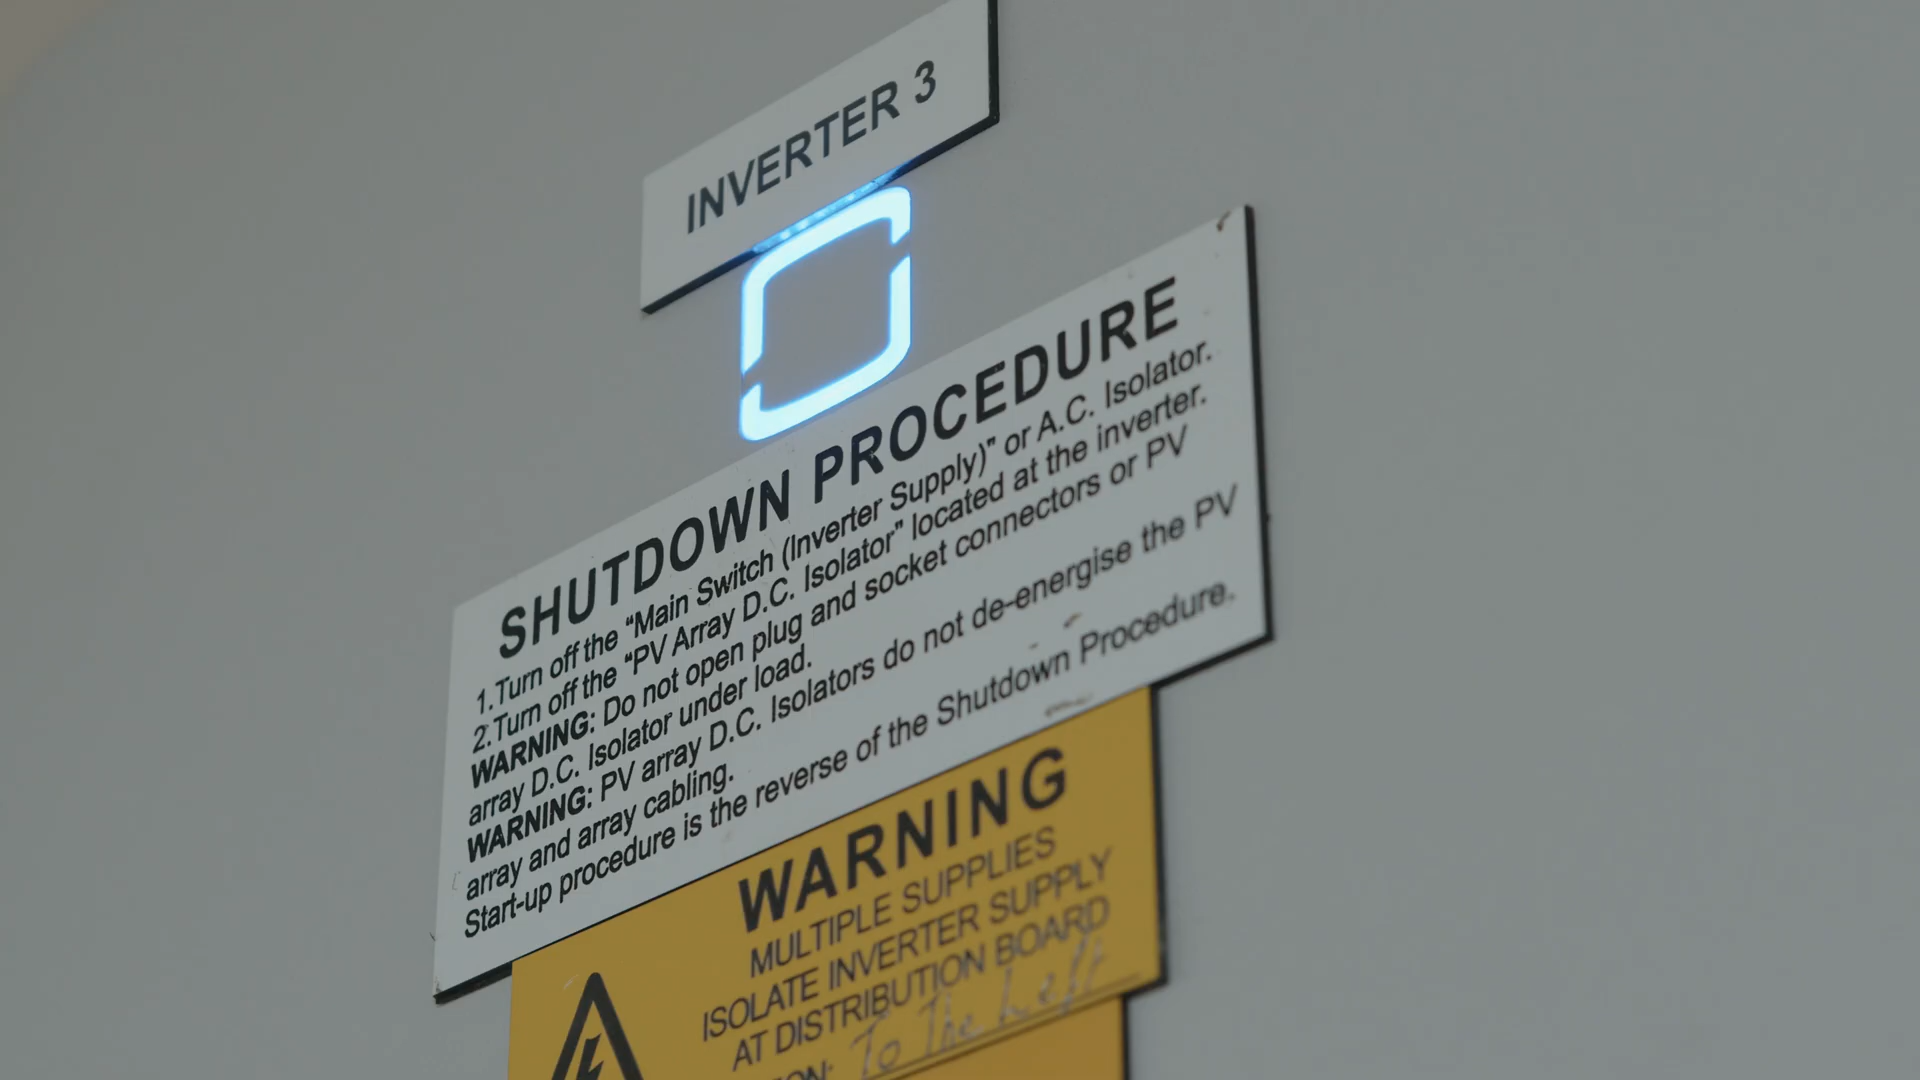 INVERTER 3
SHUTDOWN PROCEDURE
1.Turn off the “Main Switch (Inverter Supply)" or A.C. Isolator.
2.Turn off the “PV Array D.C. Isolator” located at the inverter.
WARNING: Do not open plug and socket connectors or PV
array D.C. Isolator under load.
WARNING: PV array D.C. Isolators do not de-energise the PV
array and array cabling.
Start-up procedure is the reverse of the Shutdown Procedure.
WARNING
MULTIPLE SUPPLIES
ISOLATE INVERTER SUPPLY
AT DISTRIBUTION BOARD
To The Left